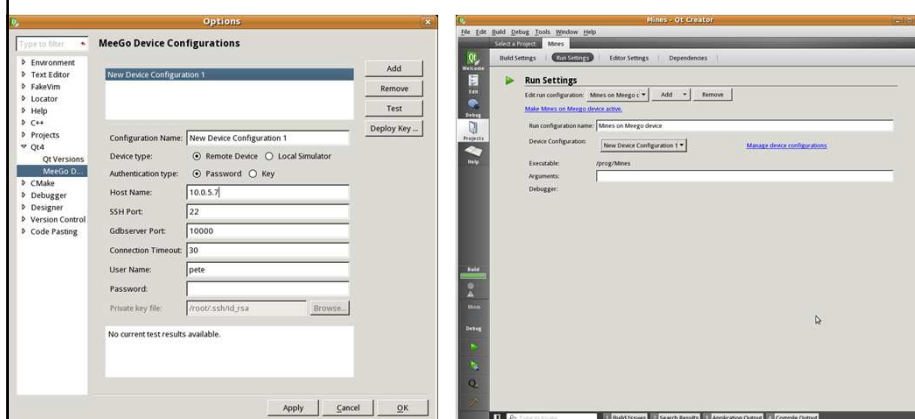 Options
Type to filter
Environment
Text Editor
FakeVim
Locator
Help
C++
Projects
Qt4
Qt Versions
MeeGo D...
CMake
Debugger
Designer
Version Control
Code Pasting
MeeGo Device Configurations
New Device Configuration 1
Add
Remove
Test
Deploy Key ...
Configuration Name: New Device Configuration 1
Device type: Remote Device Local Simulator
Authentication type: Password Key
Host Name: 10.0.5.7
SSH Port: 22
Gdbserver Port: 10000
Connection Timeout: 30
User Name: pete
Password:
Private key file: /root/.ssh/id_rsa Browse...
No current test results available.
Apply Cancel OK
Mines - Qt Creator
File Edit Build Debug Tools Window Help
Select a Project: Mines
Build Settings Run Settings Editor Settings Dependencies
Welcome
Edit
Debug
Projects
Help
Run Settings
Edit run configuration: Mines on Meego c Add Remove
Make Mines on Meego device active.
Run configuration name: Mines on Meego device
Device Configuration: New Device Configuration 1 Manage device configurations
Executable: /prog/Mines
Arguments:
Debugger:
Build
Mines
Debug
1 Build Issues 2 Search Results 3 Application Output 4 Compile Output